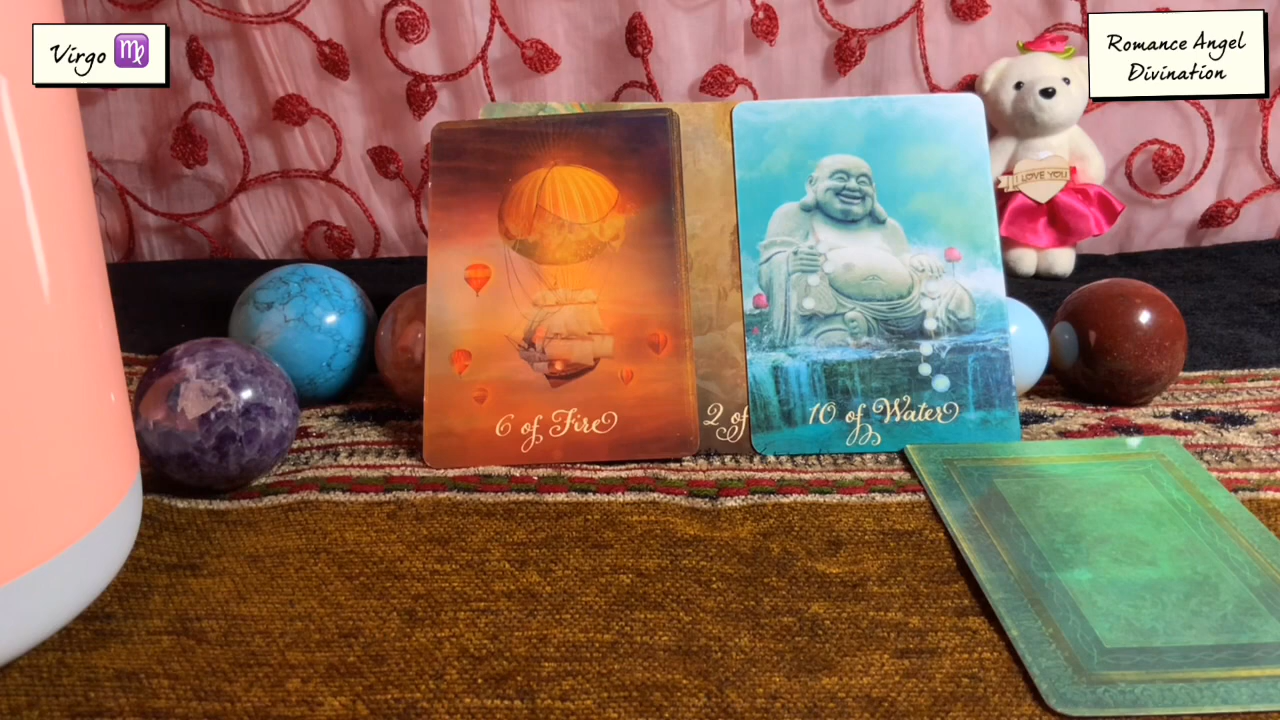 Virgo ♍
Romance Angel
Divination
I LOVE YOU
6 of Fire
2 of
10 of Water